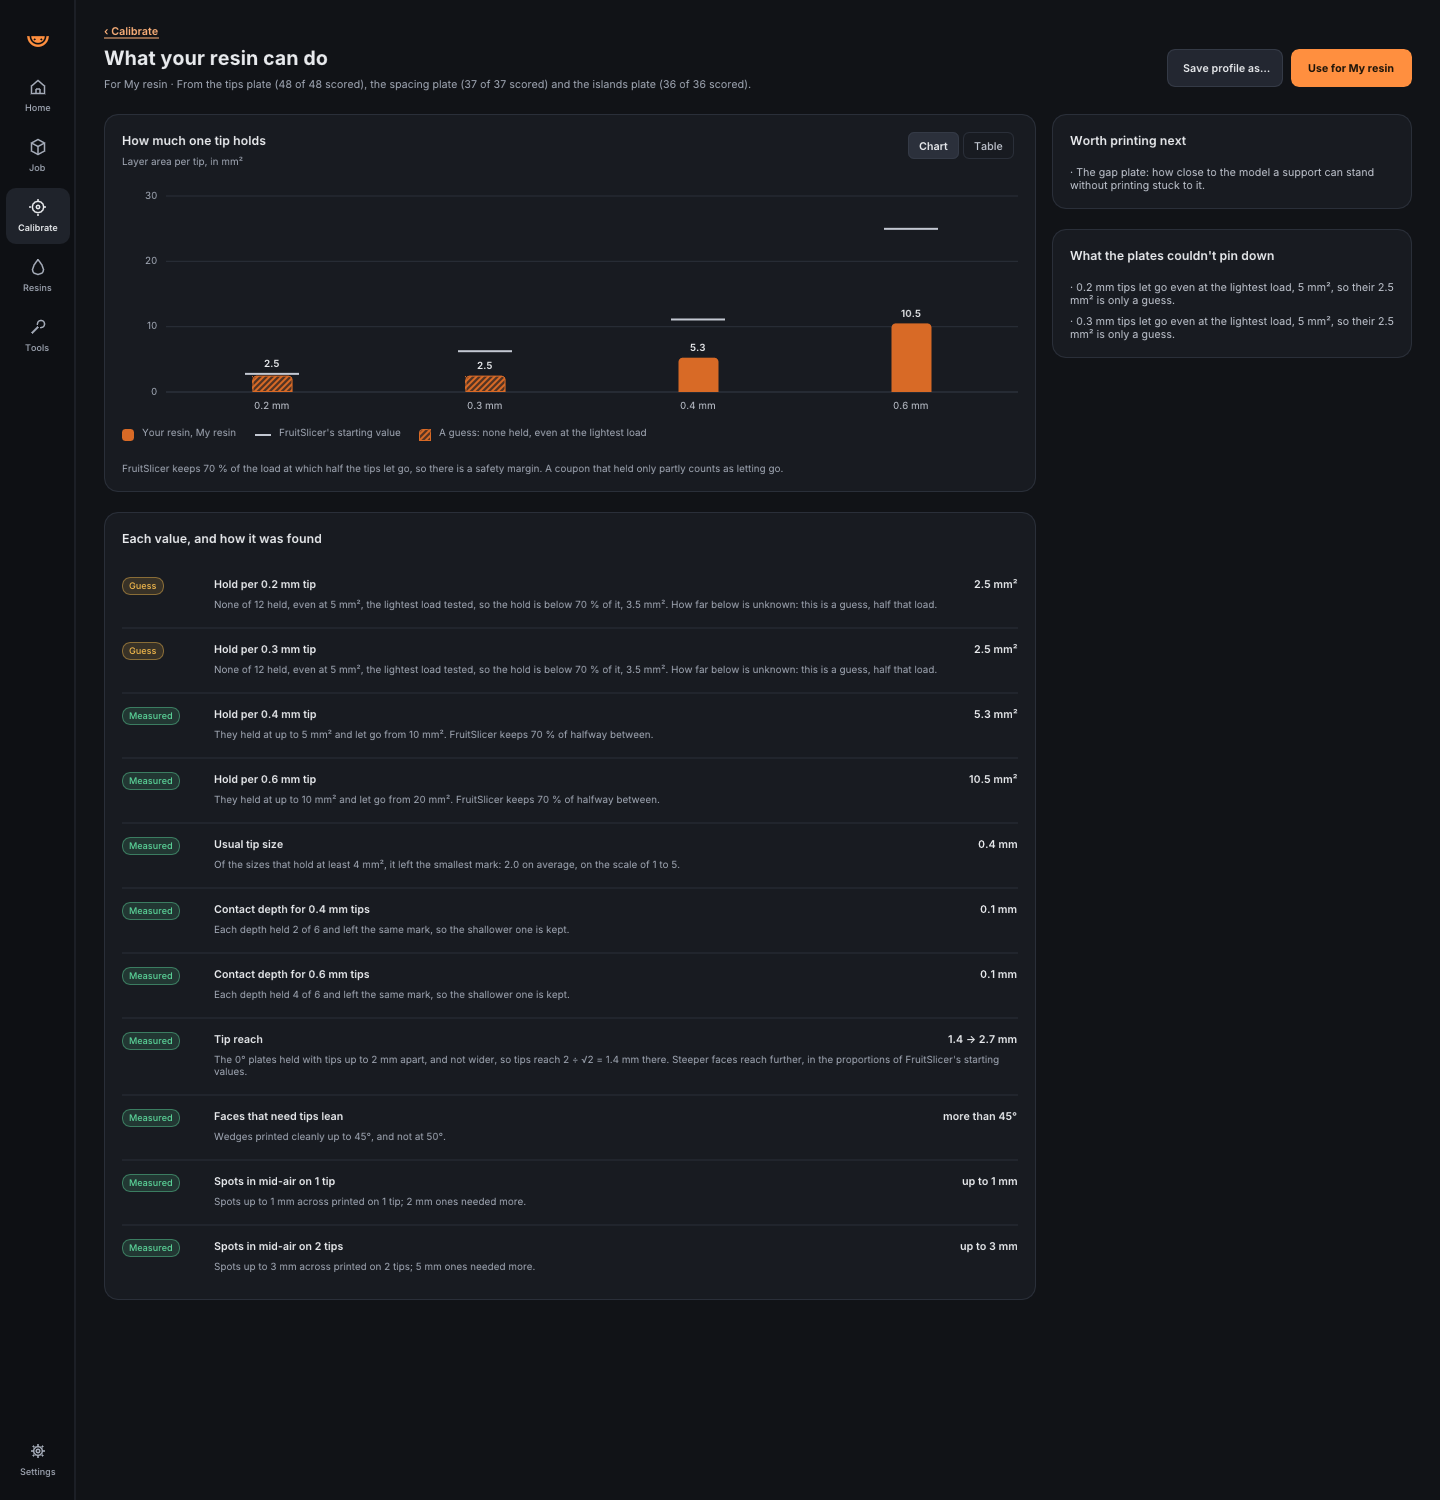 Home
Job
Calibrate
Resins
Tools
Settings
‹ Calibrate
What your resin can do
For My resin · From the tips plate (48 of 48 scored), the spacing plate (37 of 37 scored) and the islands plate (36 of 36 scored).
Save profile as...
Use for My resin
How much one tip holds
Layer area per tip, in mm²
Chart
Table
30
20
10
0
2.5
2.5
5.3
10.5
0.2 mm
0.3 mm
0.4 mm
0.6 mm
Your resin, My resin
FruitSlicer's starting value
A guess: none held, even at the lightest load
FruitSlicer keeps 70 % of the load at which half the tips let go, so there is a safety margin. A coupon that held only partly counts as letting go.
Worth printing next
· The gap plate: how close to the model a support can stand
without printing stuck to it.
What the plates couldn't pin down
· 0.2 mm tips let go even at the lightest load, 5 mm², so their 2.5
mm² is only a guess.
· 0.3 mm tips let go even at the lightest load, 5 mm², so their 2.5
mm² is only a guess.
Each value, and how it was found
Guess
Hold per 0.2 mm tip
2.5 mm²
None of 12 held, even at 5 mm², the lightest load tested, so the hold is below 70 % of it, 3.5 mm². How far below is unknown: this is a guess, half that load.
Guess
Hold per 0.3 mm tip
2.5 mm²
None of 12 held, even at 5 mm², the lightest load tested, so the hold is below 70 % of it, 3.5 mm². How far below is unknown: this is a guess, half that load.
Measured
Hold per 0.4 mm tip
5.3 mm²
They held at up to 5 mm² and let go from 10 mm². FruitSlicer keeps 70 % of halfway between.
Measured
Hold per 0.6 mm tip
10.5 mm²
They held at up to 10 mm² and let go from 20 mm². FruitSlicer keeps 70 % of halfway between.
Measured
Usual tip size
0.4 mm
Of the sizes that hold at least 4 mm², it left the smallest mark: 2.0 on average, on the scale of 1 to 5.
Measured
Contact depth for 0.4 mm tips
0.1 mm
Each depth held 2 of 6 and left the same mark, so the shallower one is kept.
Measured
Contact depth for 0.6 mm tips
0.1 mm
Each depth held 4 of 6 and left the same mark, so the shallower one is kept.
Measured
Tip reach
1.4 → 2.7 mm
The 0° plates held with tips up to 2 mm apart, and not wider, so tips reach 2 ÷ √2 = 1.4 mm there. Steeper faces reach further, in the proportions of FruitSlicer's starting
values.
Measured
Faces that need tips lean
more than 45°
Wedges printed cleanly up to 45°, and not at 50°.
Measured
Spots in mid-air on 1 tip
up to 1 mm
Spots up to 1 mm across printed on 1 tip; 2 mm ones needed more.
Measured
Spots in mid-air on 2 tips
up to 3 mm
Spots up to 3 mm across printed on 2 tips; 5 mm ones needed more.